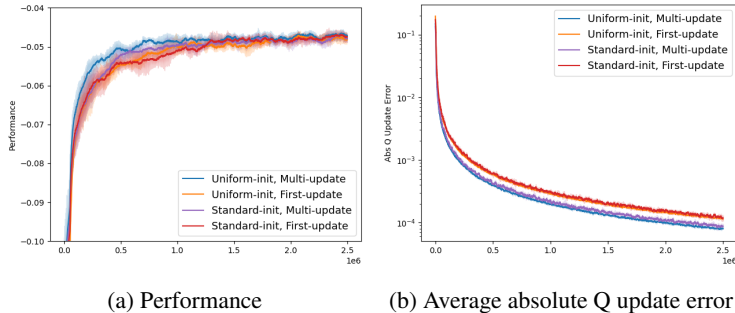 −0.04
−0.05
−0.06
−0.07
−0.08
−0.09
−0.10
Performance
Uniform-init, Multi-update
Uniform-init, First-update
Standard-init, Multi-update
Standard-init, First-update
0.0 0.5 1.0 1.5 2.0 2.5
1e6
(a) Performance
10⁻¹
10⁻²
10⁻³
10⁻⁴
Abs Q Update Error
Uniform-init, Multi-update
Uniform-init, First-update
Standard-init, Multi-update
Standard-init, First-update
0.0 0.5 1.0 1.5 2.0 2.5
1e6
(b) Average absolute Q update error